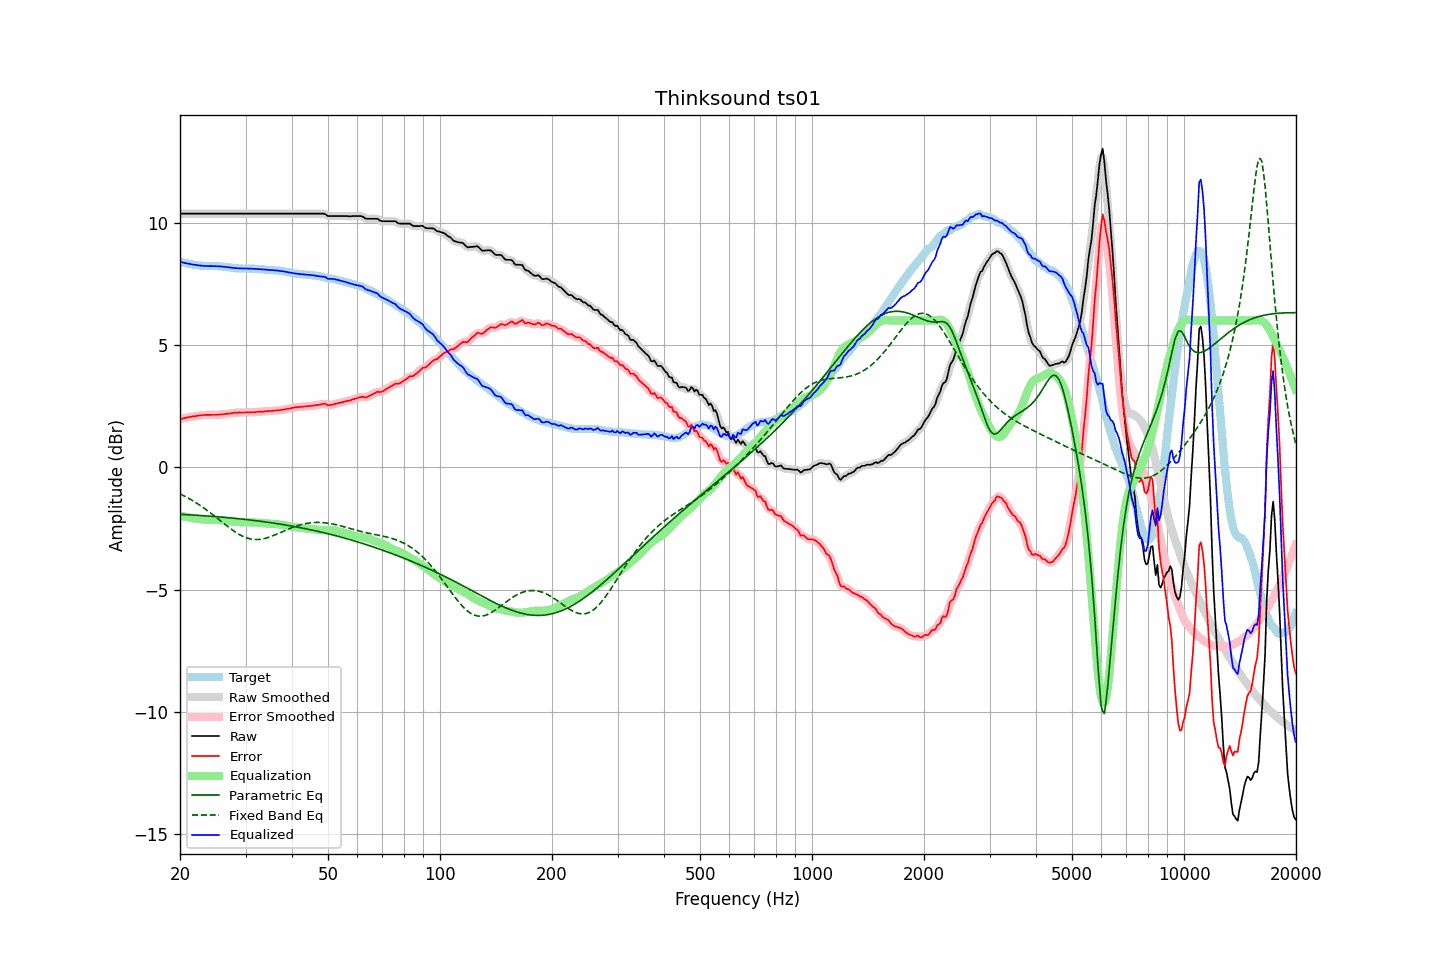 Thinksound ts01
Amplitude (dBr)
10
5
0
−5
−10
−15
Target
Raw Smoothed
Error Smoothed
Raw
Error
Equalization
Parametric Eq
Fixed Band Eq
Equalized
20
50
100
200
500
1000
2000
5000
10000
20000
Frequency (Hz)